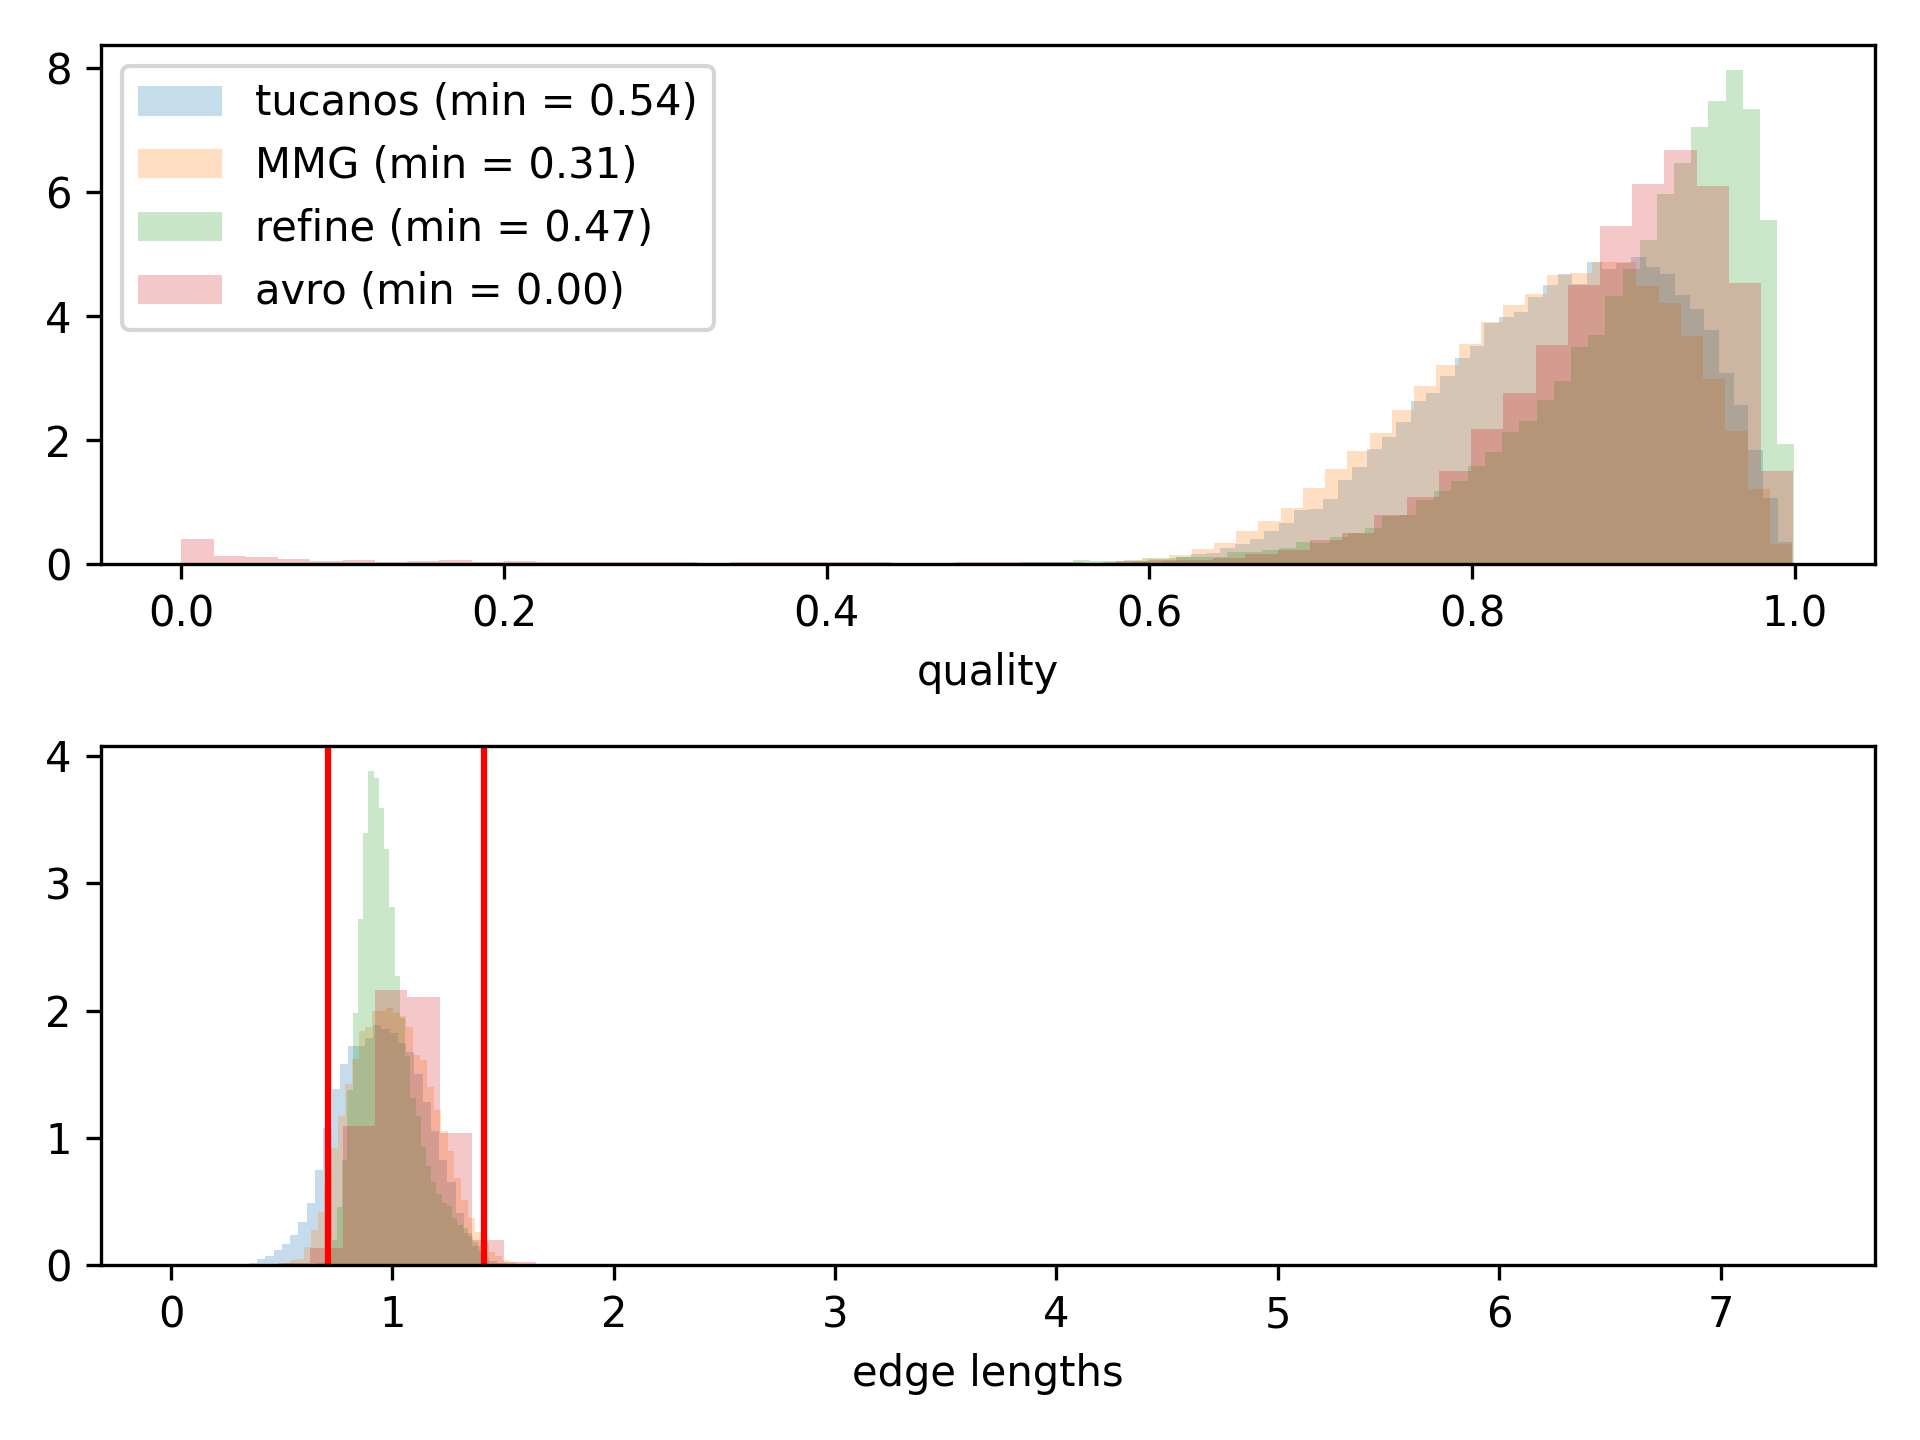 8
6
4
2
0
tucanos (min = 0.54)
MMG (min = 0.31)
refine (min = 0.47)
avro (min = 0.00)
0.0 0.2 0.4 0.6 0.8 1.0
quality
4
3
2
1
0
0 1 2 3 4 5 6 7
edge lengths